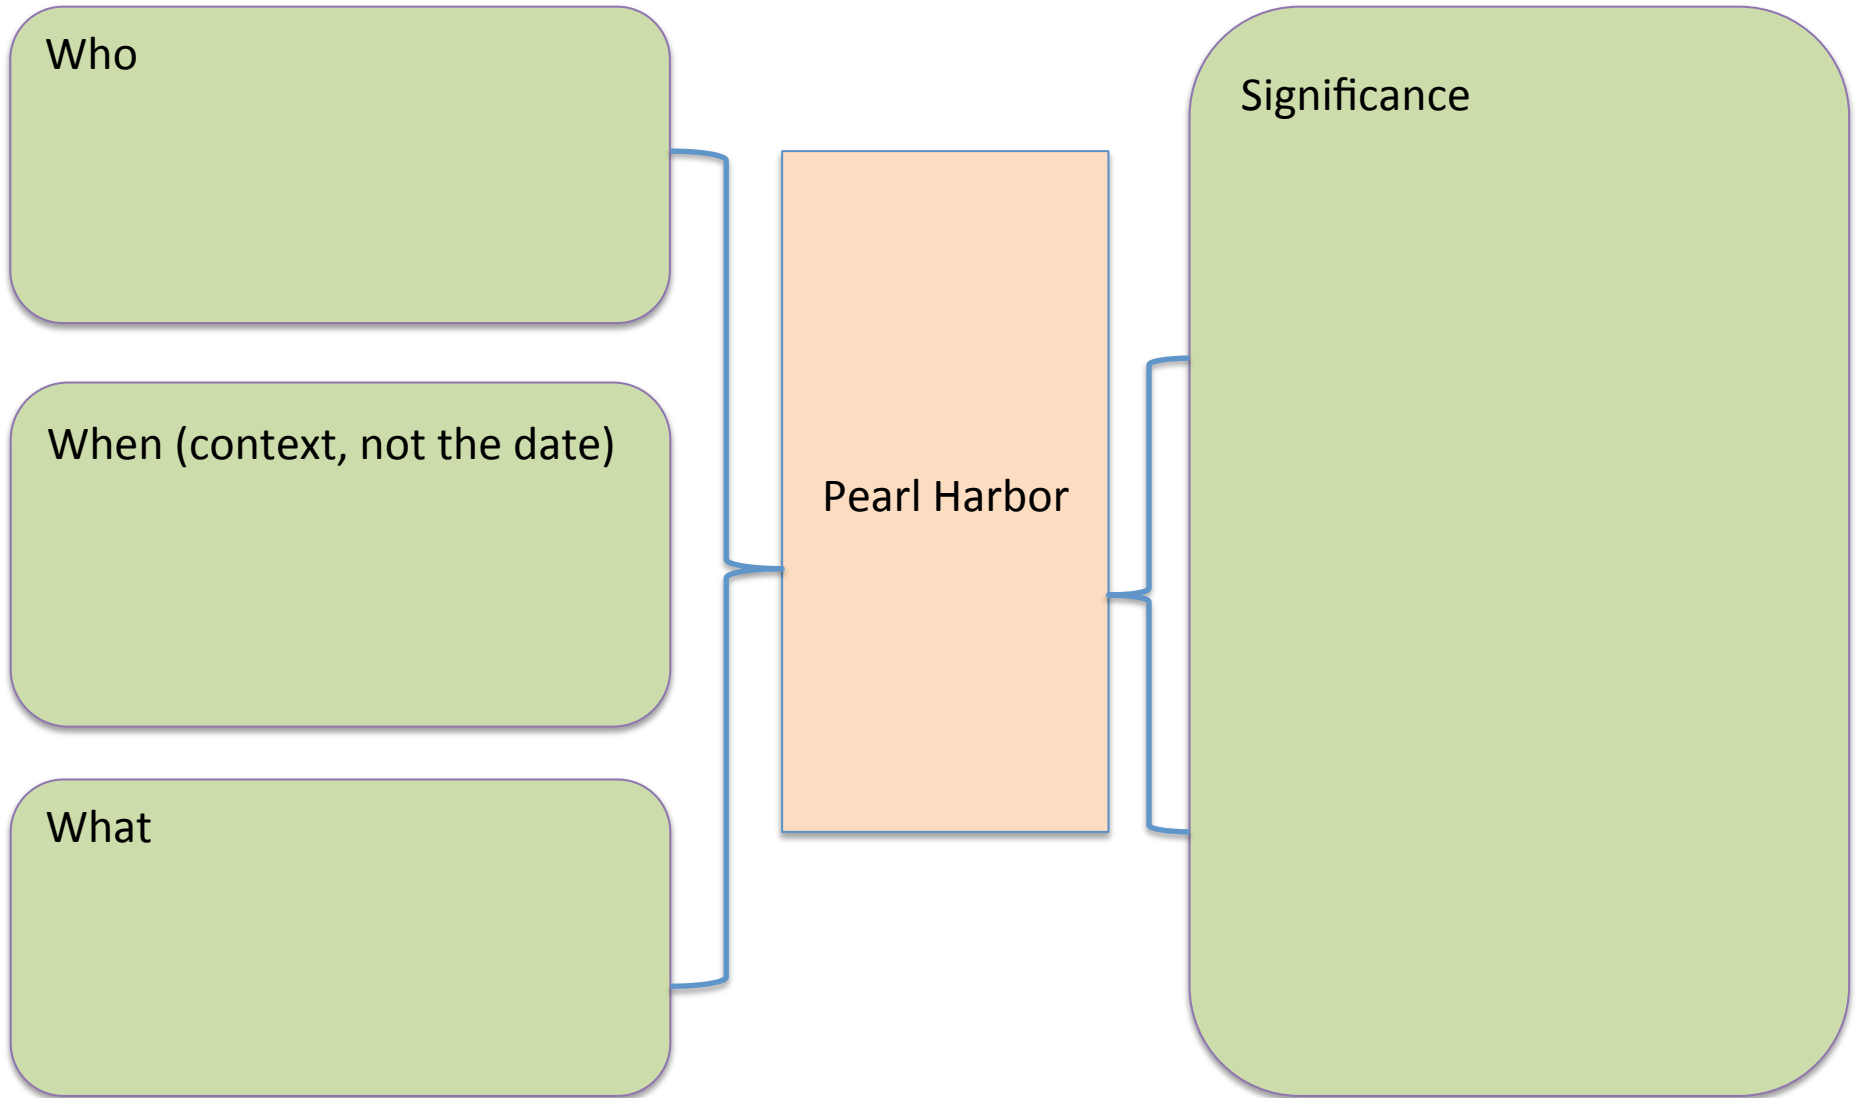 Who
When (context, not the date)
What
Pearl Harbor
Significance